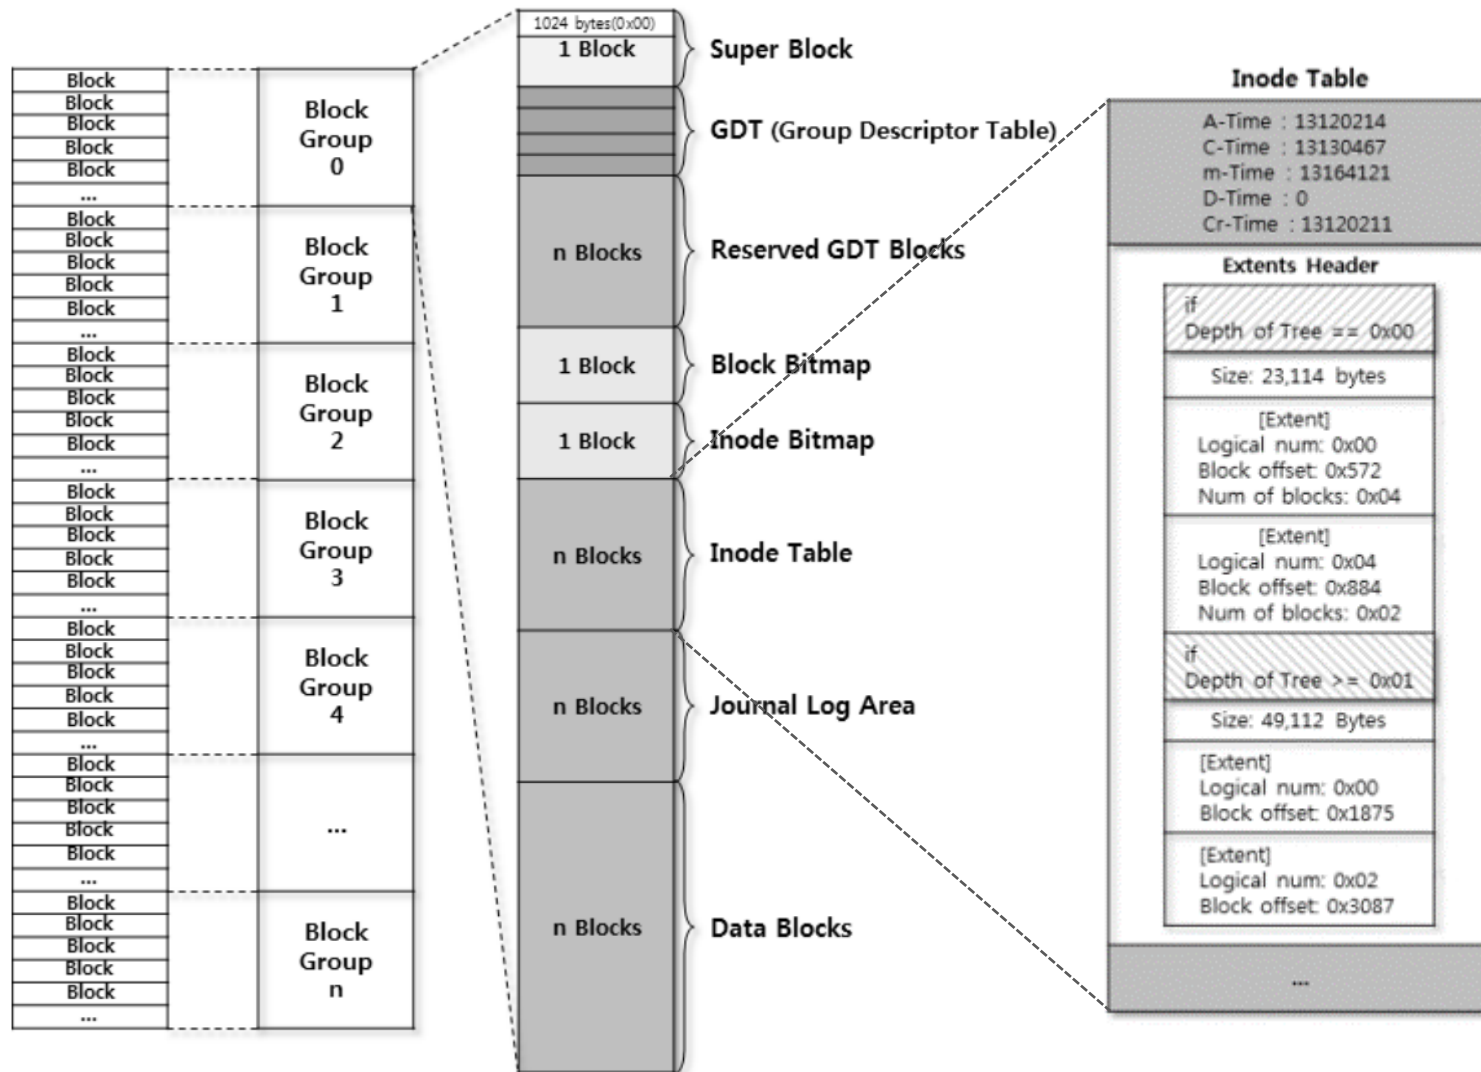 Block
Block
Block
Block
Block
...
Block
Block
Block
Block
Block
...
Block
Block
Block
Block
Block
...
Block
Block
Block
Block
Block
...
Block
Block
Block
Block
Block
...
Block
Block
Block
Block
Block
...
Block
Block
Block
Block
Block
...
Block
Group
0
Block
Group
1
Block
Group
2
Block
Group
3
Block
Group
4
...
Block
Group
n
1024 bytes(0x00)
1 Block
Super Block
GDT (Group Descriptor Table)
n Blocks
Reserved GDT Blocks
1 Block
Block Bitmap
1 Block
Inode Bitmap
n Blocks
Inode Table
n Blocks
Journal Log Area
n Blocks
Data Blocks
Inode Table
A-Time : 13120214
C-Time : 13130467
m-Time : 13164121
D-Time : 0
Cr-Time : 13120211
Extents Header
if
Depth of Tree == 0x00
Size: 23,114 bytes
[Extent]
Logical num: 0x00
Block offset: 0x572
Num of blocks: 0x04
[Extent]
Logical num: 0x04
Block offset: 0x884
Num of blocks: 0x02
if
Depth of Tree >= 0x01
Size: 49,112 Bytes
[Extent]
Logical num: 0x00
Block offset: 0x1875
[Extent]
Logical num: 0x02
Block offset: 0x3087
...